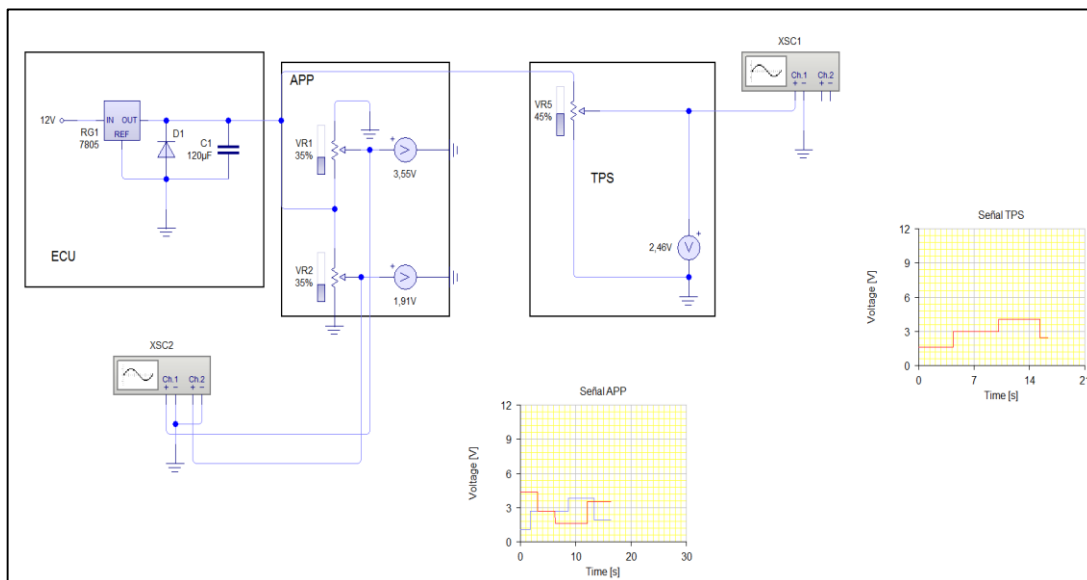 XSC1
Ch.1 Ch.2
+ − + −
APP
12V
IN OUT
REF
RG1
7805
D1
C1
120µF
ECU
VR1
35%
V
+
3,55V
VR2
35%
V
+
1,91V
VR5
45%
TPS
+
V
2,46V
XSC2
Ch.1 Ch.2
+ − + −
Señal TPS
Voltage [V]
12
9
6
3
0
0 7 14 21
Time [s]
Señal APP
Voltage [V]
12
9
6
3
0
0 10 20 30
Time [s]